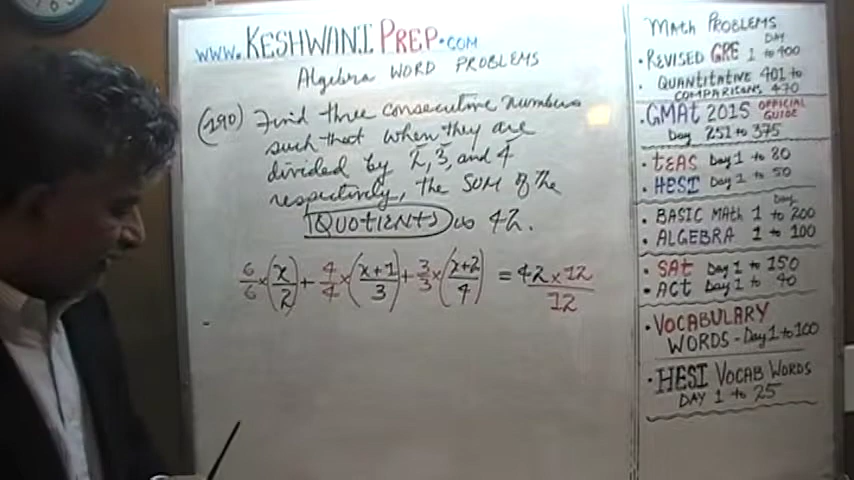 www.KESHWANI PREP.COM
Algebra WORD PROBLEMS
(190) Find three consecutive numbers
such that when they are
divided by 2, 3, and 4
respectively, the SUM of the
QUOTIENTS is 42.
6/6 × (x/2) + 4/4 × (x+1/3) + 3/3 × (x+2/4) = 42 × 12/12
MATH PROBLEMS
DAY
• REVISED GRE 1 to 400
• QUANTITATIVE 401 to
COMPARISONS 470
• GMAT 2015 OFFICIAL GUIDE
Day 251 to 375
• TEAS Day 1 to 80
• HESI Day 1 to 50
Day
• BASIC MATH 1 to 200
• ALGEBRA 1 to 100
• SAT Day 1 to 150
• ACT Day 1 to 40
• VOCABULARY
WORDS - Day 1 to 100
• HESI VOCAB WORDS
DAY 1 to 25